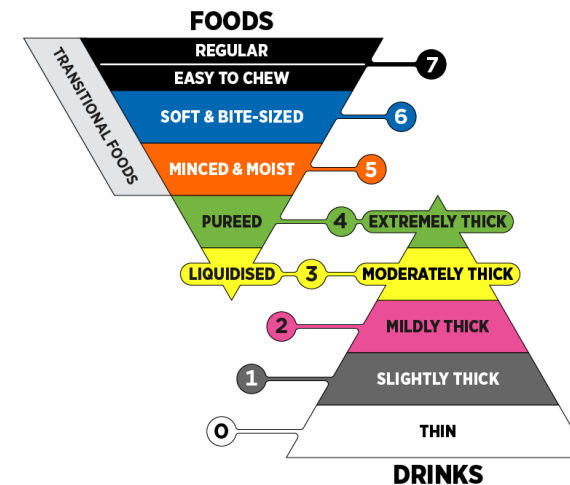 FOODS
REGULAR
EASY TO CHEW
7
TRANSITIONAL FOODS
SOFT & BITE-SIZED
6
MINCED & MOIST
5
PUREED
4
EXTREMELY THICK
LIQUIDISED
3
MODERATELY THICK
2
MILDLY THICK
1
SLIGHTLY THICK
0
THIN
DRINKS